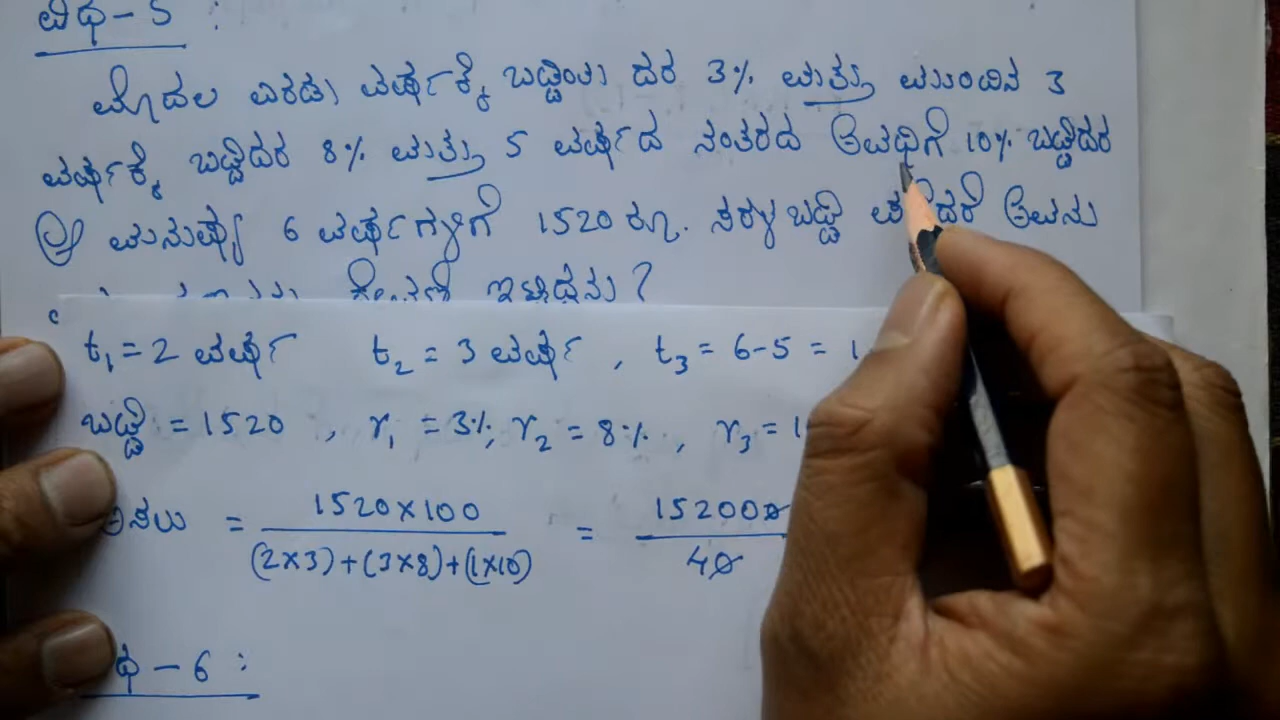 ವಿಧ - 5 :
ಮೊದಲ ಎರಡು ವರ್ಷಕ್ಕೆ ಬಡ್ಡಿಯ ದರ 3% ಮತ್ತು ಮುಂದಿನ 3
ವರ್ಷಕ್ಕೆ ಬಡ್ಡಿದರ 8% ಮತ್ತು 5 ವರ್ಷದ ನಂತರದ ಅವಧಿಗೆ 10% ಬಡ್ಡಿದರ
ಮನುಷ್ಯ 6 ವರ್ಷಗಳಿಗೆ 1520 ರೂ. ಸರಳ ಬಡ್ಡಿ ಅವನು
ಇಟ್ಟಿದ್ದನು ?
t₁ = 2 ವರ್ಷ t₂ = 3 ವರ್ಷ , t₃ = 6-5 = 1
ಬಡ್ಡಿ = 1520 , r₁ = 3%, r₂ = 8% , r₃ = 1
ಅಸಲು = 1520×100 / (2×3)+(3×8)+(1×10) = 152000 / 40
ಧ - 6 :